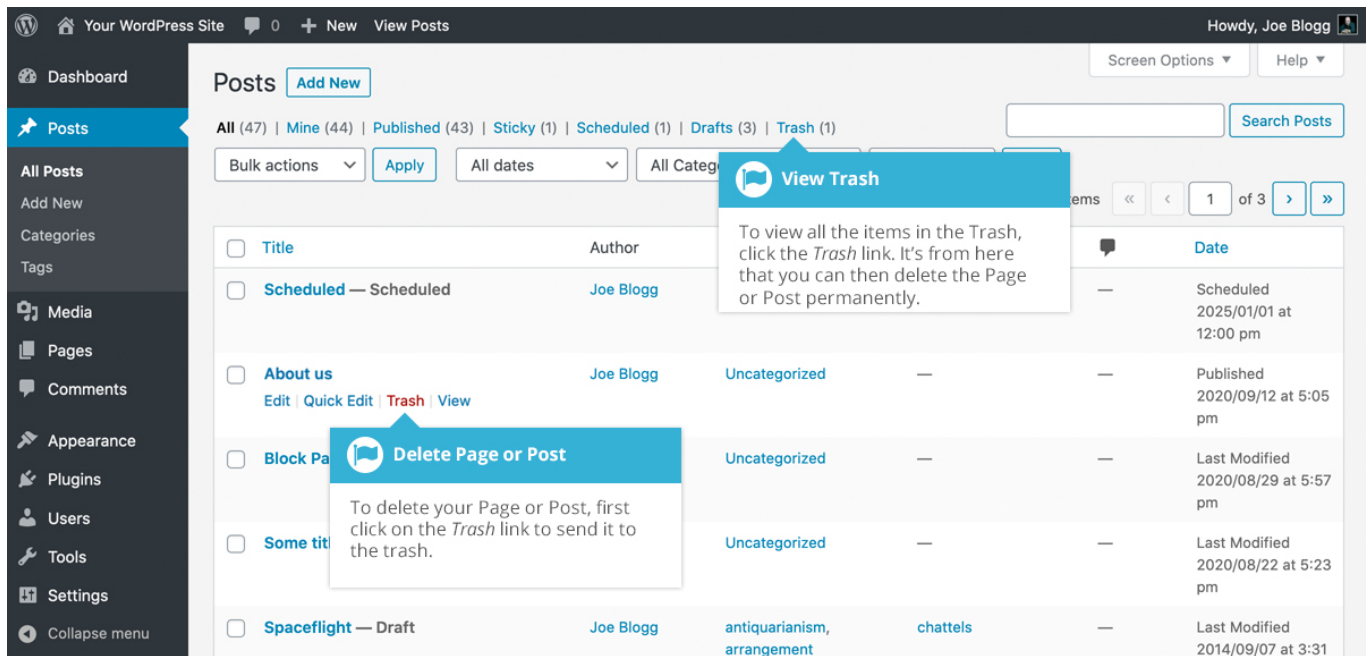 Your WordPress Site 0 + New View Posts Howdy, Joe Blogg
Dashboard
Posts
All Posts
Add New
Categories
Tags
Media
Pages
Comments
Appearance
Plugins
Users
Tools
Settings
Collapse menu
Screen Options ▼ Help ▼
Posts Add New
All (47) | Mine (44) | Published (43) | Sticky (1) | Scheduled (1) | Drafts (3) | Trash (1)
Search Posts
Bulk actions Apply All dates All
« ‹ 1 of 3 › »
View Trash
To view all the items in the Trash,
click the Trash link. It’s from here
that you can then delete the Page
or Post permanently.
Title Author Date
Scheduled — Scheduled Joe Blogg — Scheduled
2025/01/01 at
12:00 pm
About us Joe Blogg Uncategorized — — Published
Edit | Quick Edit | Trash | View 2020/09/12 at 5:05
pm
Delete Page or Post
To delete your Page or Post, first
click on the Trash link to send it to
the trash.
Block Uncategorized — — Last Modified
2020/08/29 at 5:57
pm
Some Uncategorized — — Last Modified
2020/08/22 at 5:23
pm
Spaceflight — Draft Joe Blogg antiquarianism, chattels — Last Modified
arrangement 2014/09/07 at 3:31